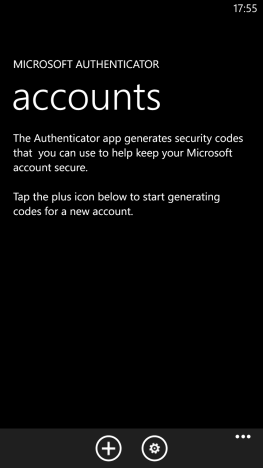 17:55
MICROSOFT AUTHENTICATOR
accounts
The Authenticator app generates security codes
that  you can use to help keep your Microsoft
account secure.
Tap the plus icon below to start generating
codes for a new account.